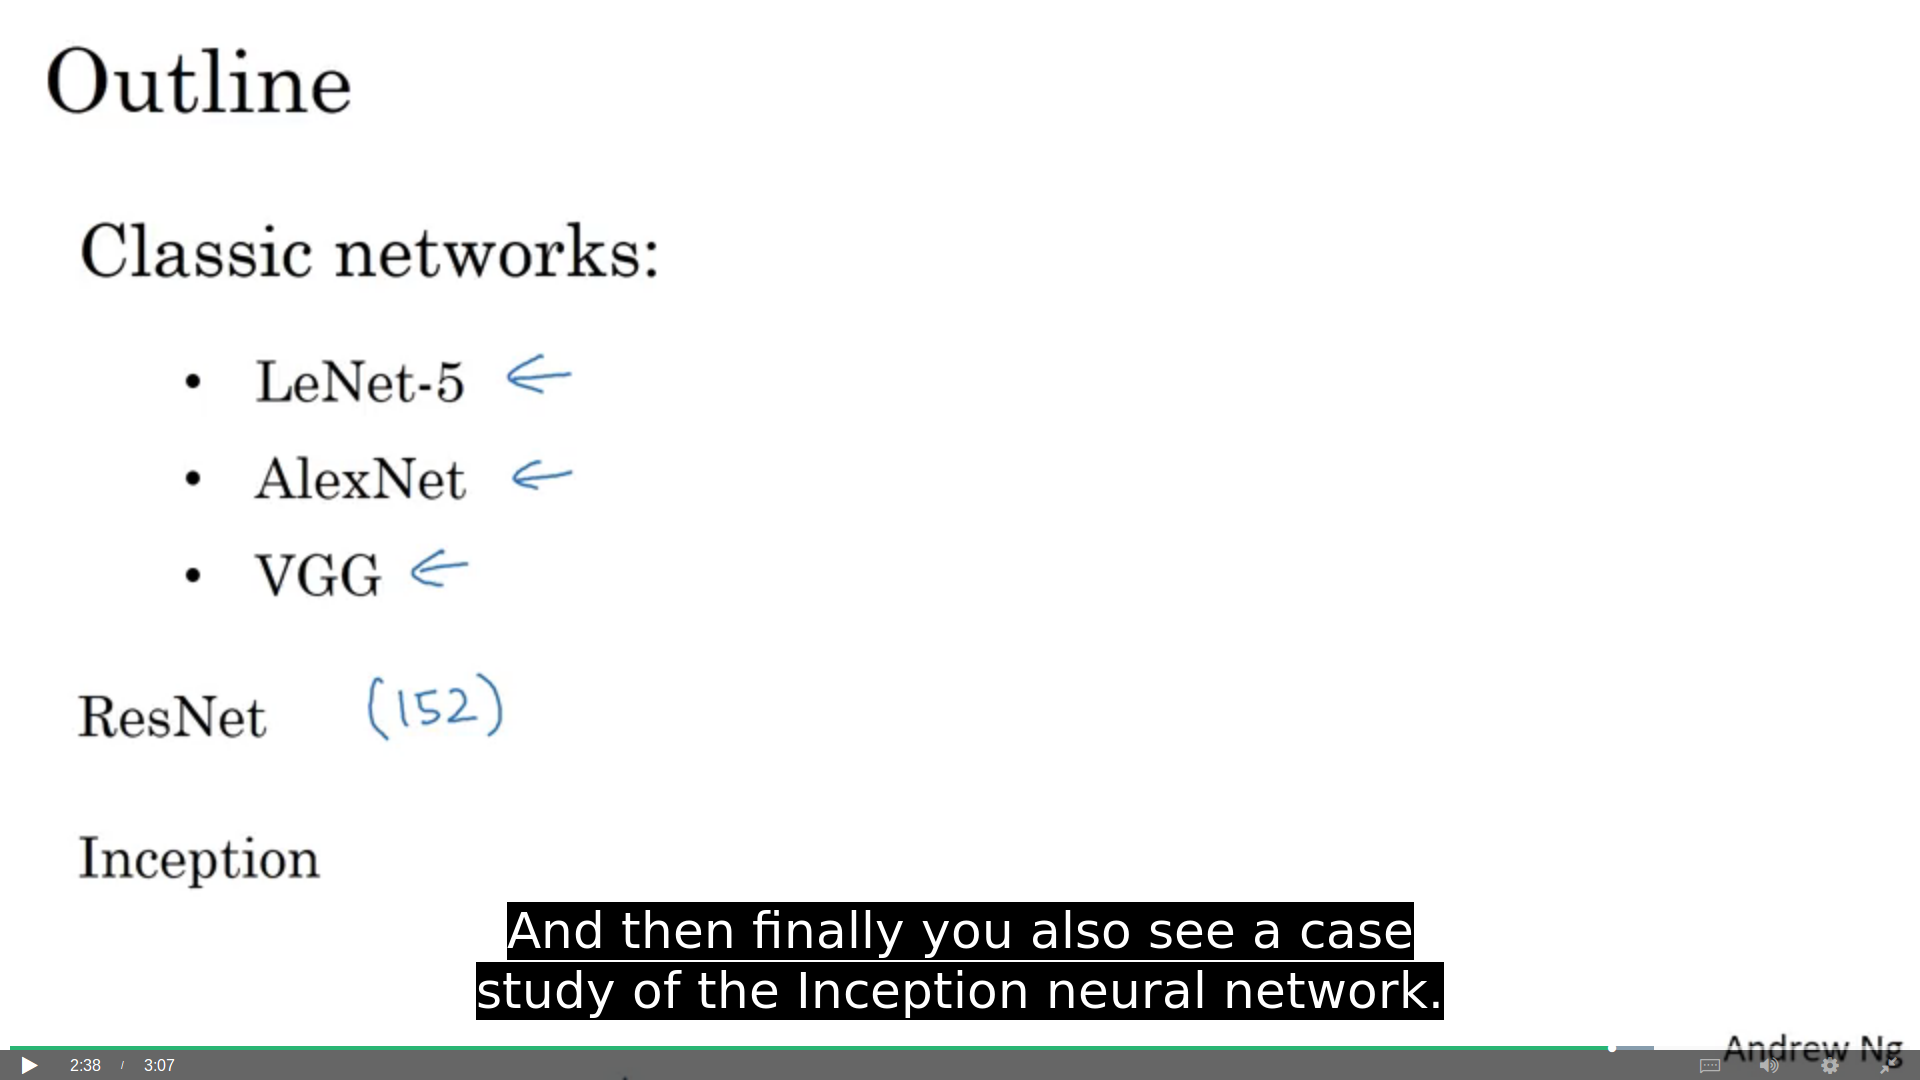 Outline
Classic networks:
• LeNet-5 ←
• AlexNet ←
• VGG ←
ResNet (152)
Inception
And then finally you also see a case
study of the Inception neural network.
Andrew Ng
2:38 / 3:07